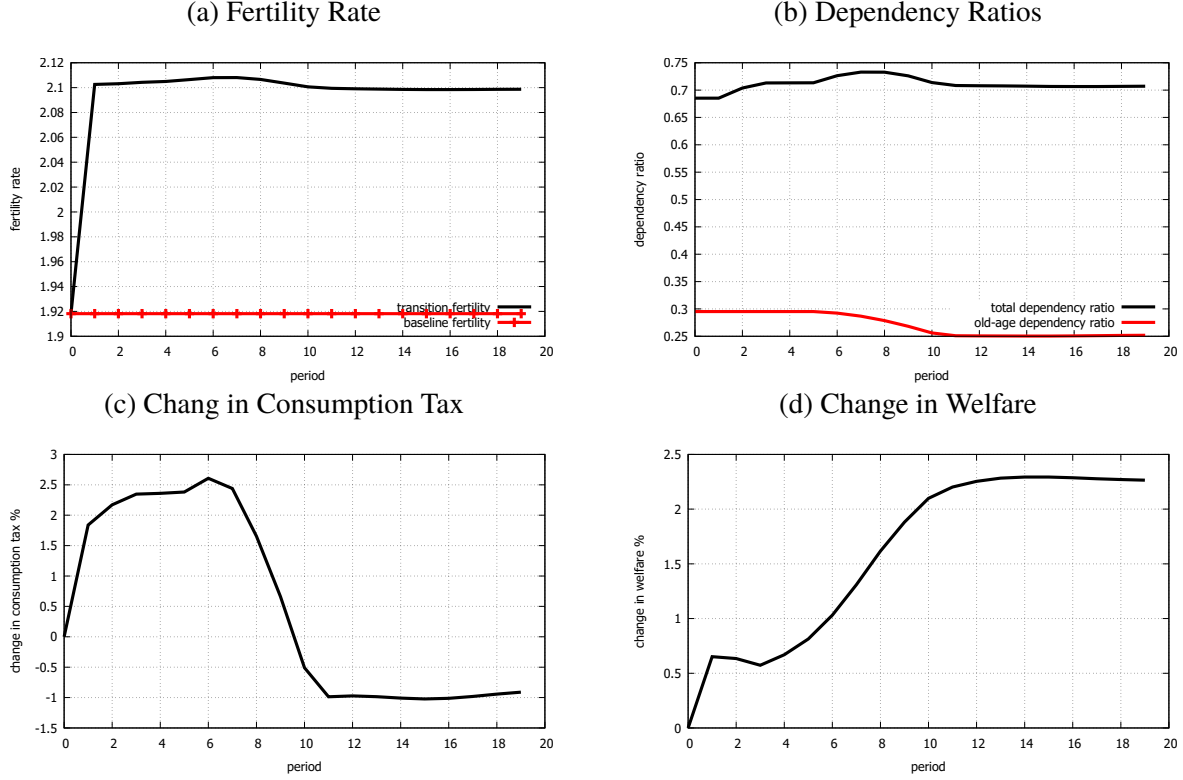 (a) Fertility Rate
2.12
2.1
2.08
2.06
2.04
2.02
2
1.98
1.96
1.94
1.92
1.9
fertility rate
transition fertility
baseline fertility
0 2 4 6 8 10 12 14 16 18 20
period
(b) Dependency Ratios
0.75
0.7
0.65
0.6
0.55
0.5
0.45
0.4
0.35
0.3
0.25
dependency ratio
total dependency ratio
old-age dependency ratio
0 2 4 6 8 10 12 14 16 18 20
period
(c) Chang in Consumption Tax
3
2.5
2
1.5
1
0.5
0
-0.5
-1
-1.5
change in consumption tax %
0 2 4 6 8 10 12 14 16 18 20
period
(d) Change in Welfare
2.5
2
1.5
1
0.5
0
change in welfare %
0 2 4 6 8 10 12 14 16 18 20
period